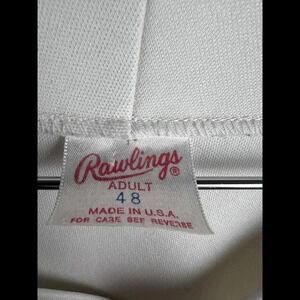 Rawlings®
ADULT
48
MADE IN U.S.A.
FOR CARE SEE REVERSE